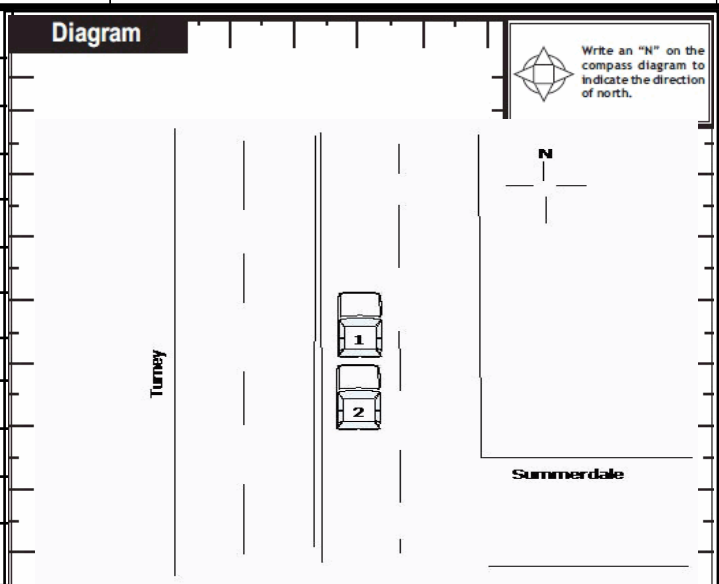 Diagram
Write an “N” on the
compass diagram to
indicate the direction
of north.
N
1
Turney
2
Summerdale